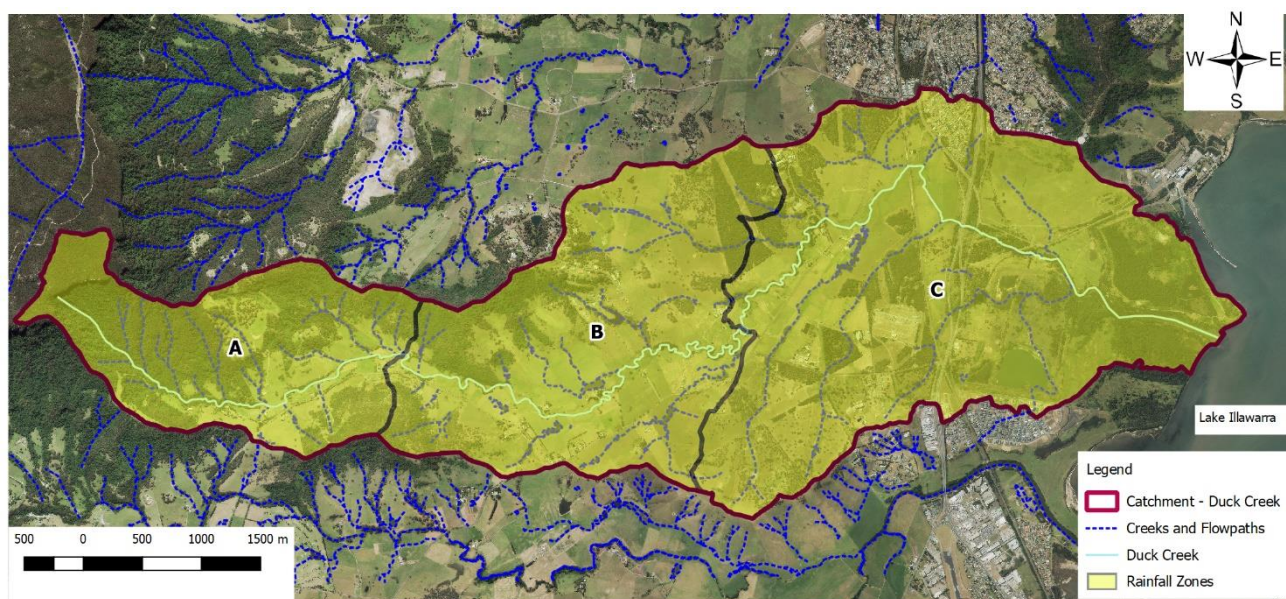 N
W E
S
A
B
C
Lake Illawarra
Legend
Catchment - Duck Creek
Creeks and Flowpaths
Duck Creek
Rainfall Zones
500 0 500 1000 1500 m